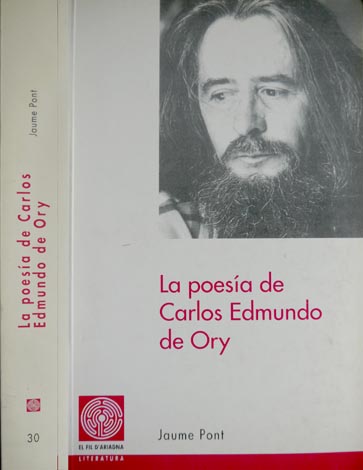 Jaume Pont
La poesía de Carlos
Edmundo de Ory
30
La poesía de
Carlos Edmundo
de Ory
EL FIL D'ARIADNA
LITERATURA
Jaume Pont